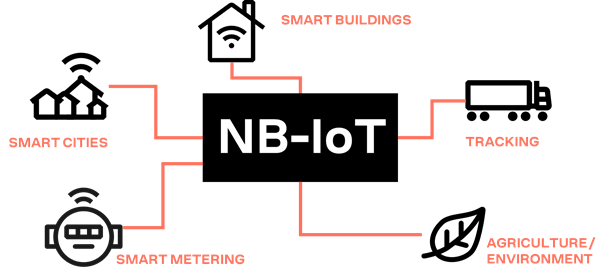 SMART BUILDINGS
NB-IoT
SMART CITIES
TRACKING
SMART METERING
AGRICULTURE/
ENVIRONMENT